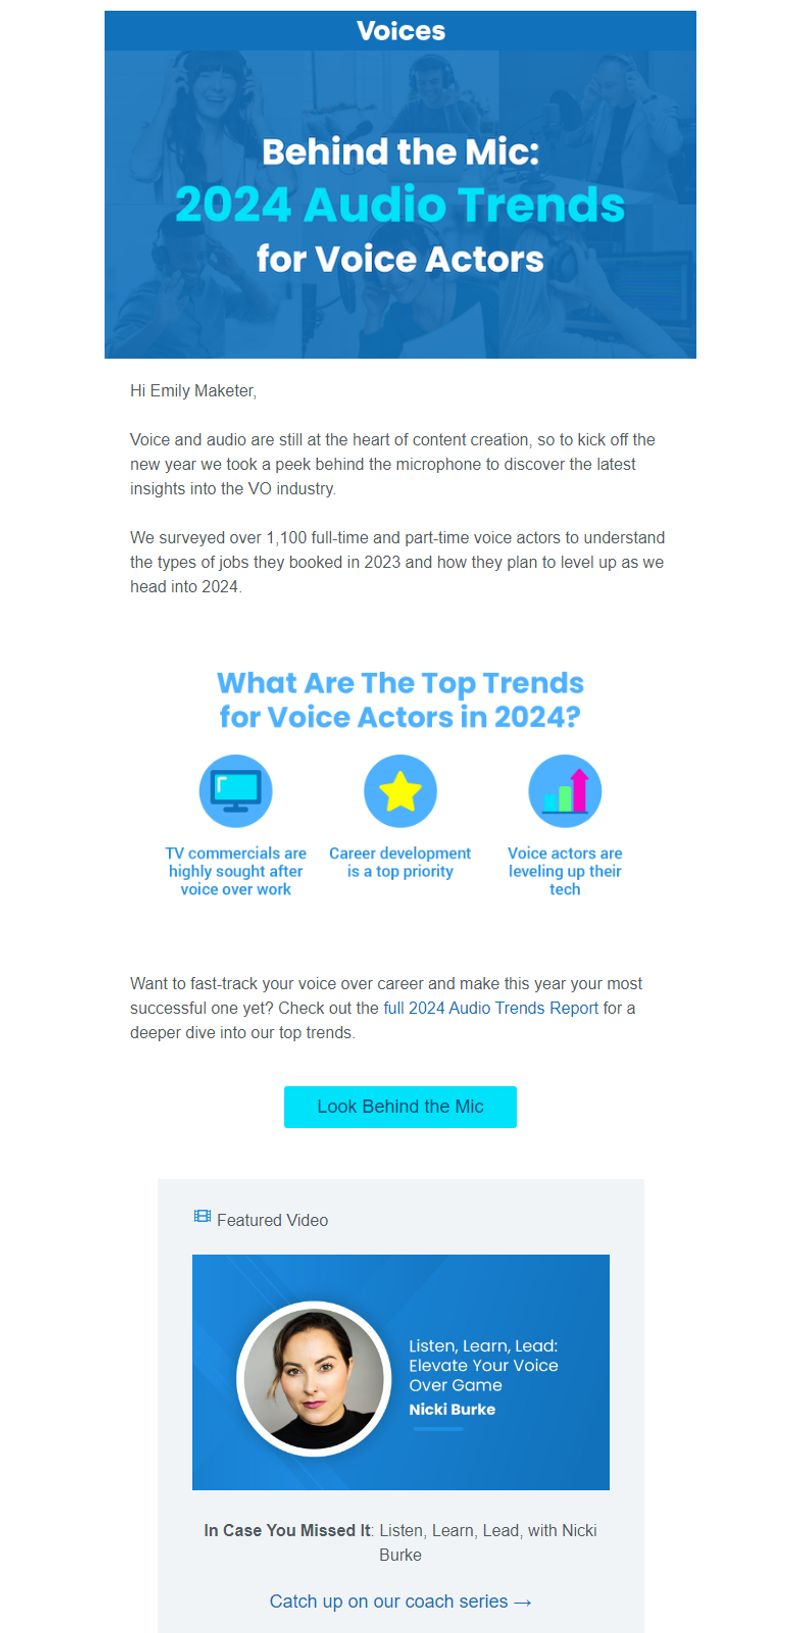 Voices
Behind the Mic:
2024 Audio Trends
for Voice Actors
Hi Emily Maketer,
Voice and audio are still at the heart of content creation, so to kick off the
new year we took a peek behind the microphone to discover the latest
insights into the VO industry.
We surveyed over 1,100 full-time and part-time voice actors to understand
the types of jobs they booked in 2023 and how they plan to level up as we
head into 2024.
What Are The Top Trends
for Voice Actors in 2024?
TV commercials are
highly sought after
voice over work
Career development
is a top priority
Voice actors are
leveling up their
tech
Want to fast-track your voice over career and make this year your most
successful one yet? Check out the full 2024 Audio Trends Report for a
deeper dive into our top trends.
Look Behind the Mic
Featured Video
Listen, Learn, Lead:
Elevate Your Voice
Over Game
Nicki Burke
In Case You Missed It: Listen, Learn, Lead, with Nicki
Burke
Catch up on our coach series →